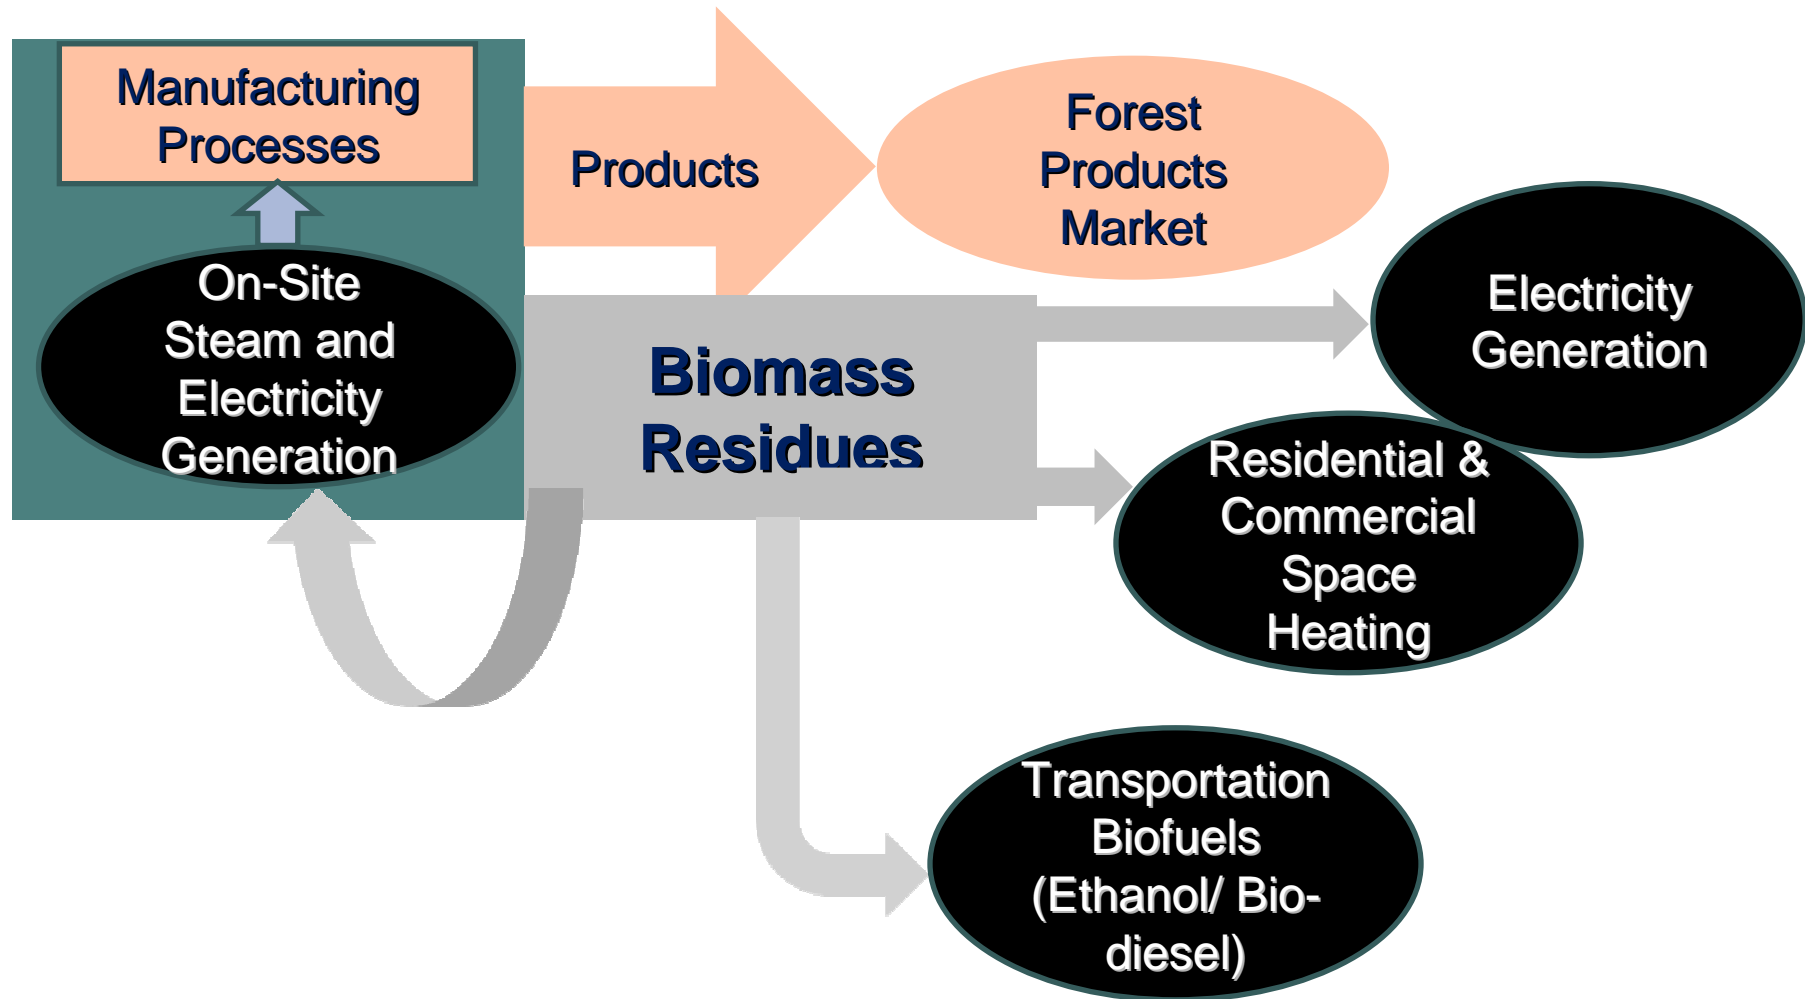 Manufacturing
Processes
Products
Forest
Products
Market
On-Site
Steam and
Electricity
Generation
Biomass
Residues
Electricity
Generation
Residential &
Commercial
Space
Heating
Transportation
Biofuels
(Ethanol/ Bio-
diesel)